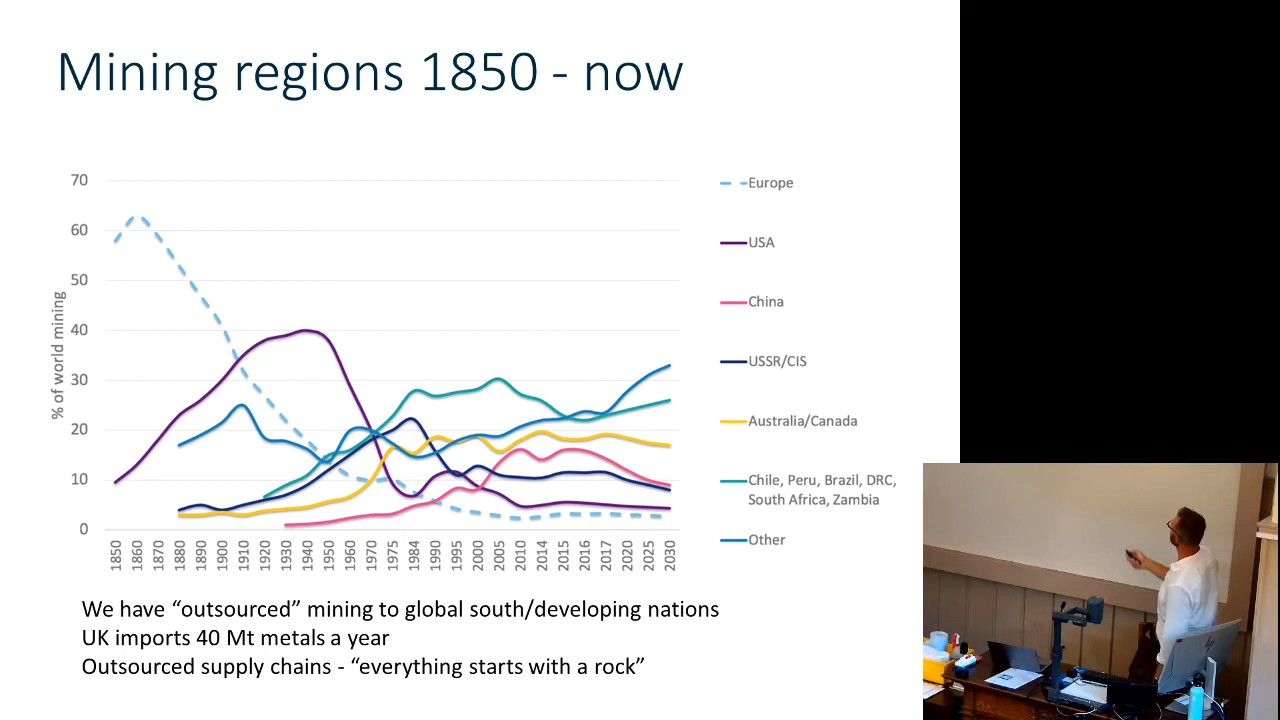 Mining regions 1850 - now
% of world mining
70
60
50
40
30
20
10
0
1850
1860
1870
1880
1890
1900
1910
1920
1930
1940
1950
1960
1970
1975
1984
1990
1995
2000
2005
2010
2014
2015
2016
2017
2020
2025
2030
Europe
USA
China
USSR/CIS
Australia/Canada
Chile, Peru, Brazil, DRC,
South Africa, Zambia
Other
We have “outsourced” mining to global south/developing nations
UK imports 40 Mt metals a year
Outsourced supply chains - “everything starts with a rock”
hp